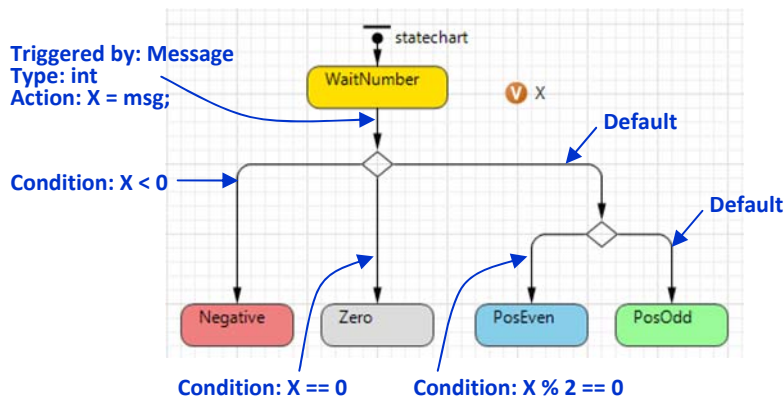 statechart
Triggered by: Message
Type: int
Action: X = msg;
WaitNumber
V X
Default
Condition: X < 0
Default
Negative
Zero
PosEven
PosOdd
Condition: X == 0
Condition: X % 2 == 0